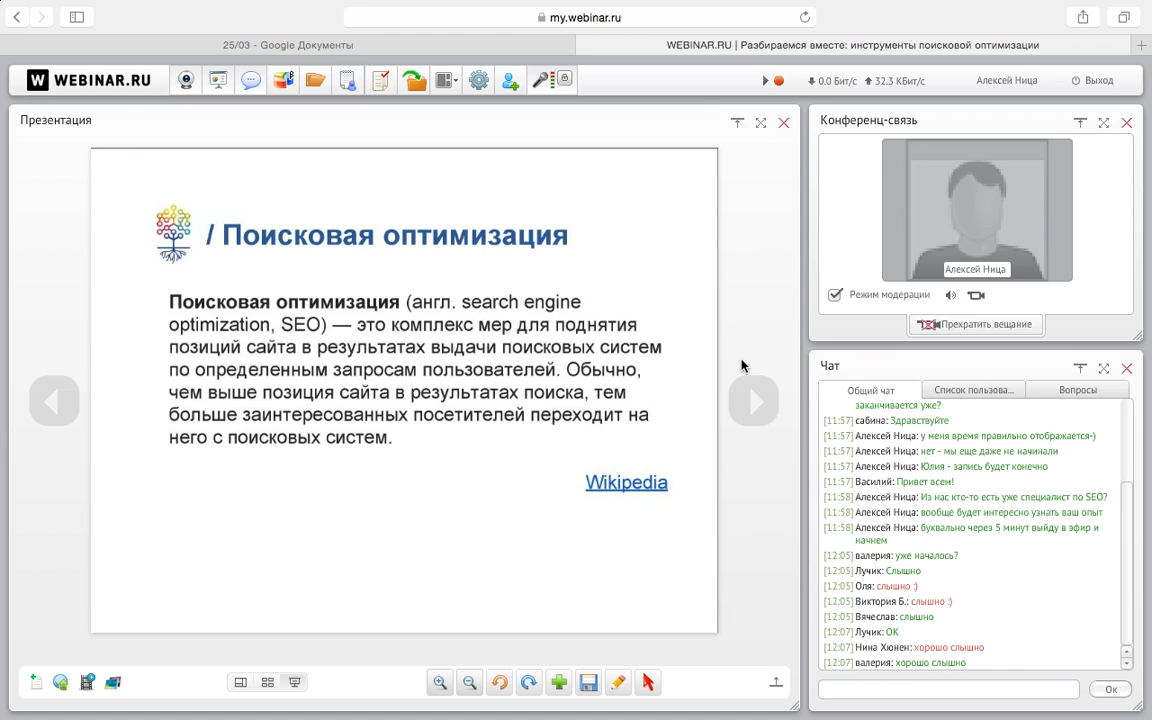 my.webinar.ru
25/03 - Google Документы
WEBINAR.RU | Разбираемся вместе: инструменты поисковой оптимизации
W WEBINAR.RU
0.0 Бит/с 32.3 КБит/с
Алексей Ница
Выход
Презентация
/ Поисковая оптимизация
Поисковая оптимизация (англ. search engine
optimization, SEO) — это комплекс мер для поднятия
позиций сайта в результатах выдачи поисковых систем
по определенным запросам пользователей. Обычно,
чем выше позиция сайта в результатах поиска, тем
больше заинтересованных посетителей переходит на
него с поисковых систем.
Wikipedia
Конференц-связь
Алексей Ница
Режим модерации
Прекратить вещание
Чат
Общий чат
Список пользова...
Вопросы
заканчивается уже?
[11:57] сабина: Здравствуйте
[11:57] Алексей Ница: у меня время правильно отображается-)
[11:57] Алексей Ница: нет - мы еще даже не начинали
[11:57] Алексей Ница: Юлия - запись будет конечно
[11:57] Василий: Привет всем!
[11:58] Алексей Ница: Из нас кто-то есть уже специалист по SEO?
[11:58] Алексей Ница: вообще будет интересно узнать ваш опыт
[11:58] Алексей Ница: буквально через 5 минут выйду в эфир и
начнем
[12:05] валерия: уже началось?
[12:05] Лучик: Слышно
[12:05] Оля: слышно :)
[12:05] Виктория Б.: слышно :)
[12:05] Вячеслав: слышно
[12:07] Лучик: ОК
[12:07] Нина Хюнен: хорошо слышно
[12:07] валерия: хорошо слышно
Ок